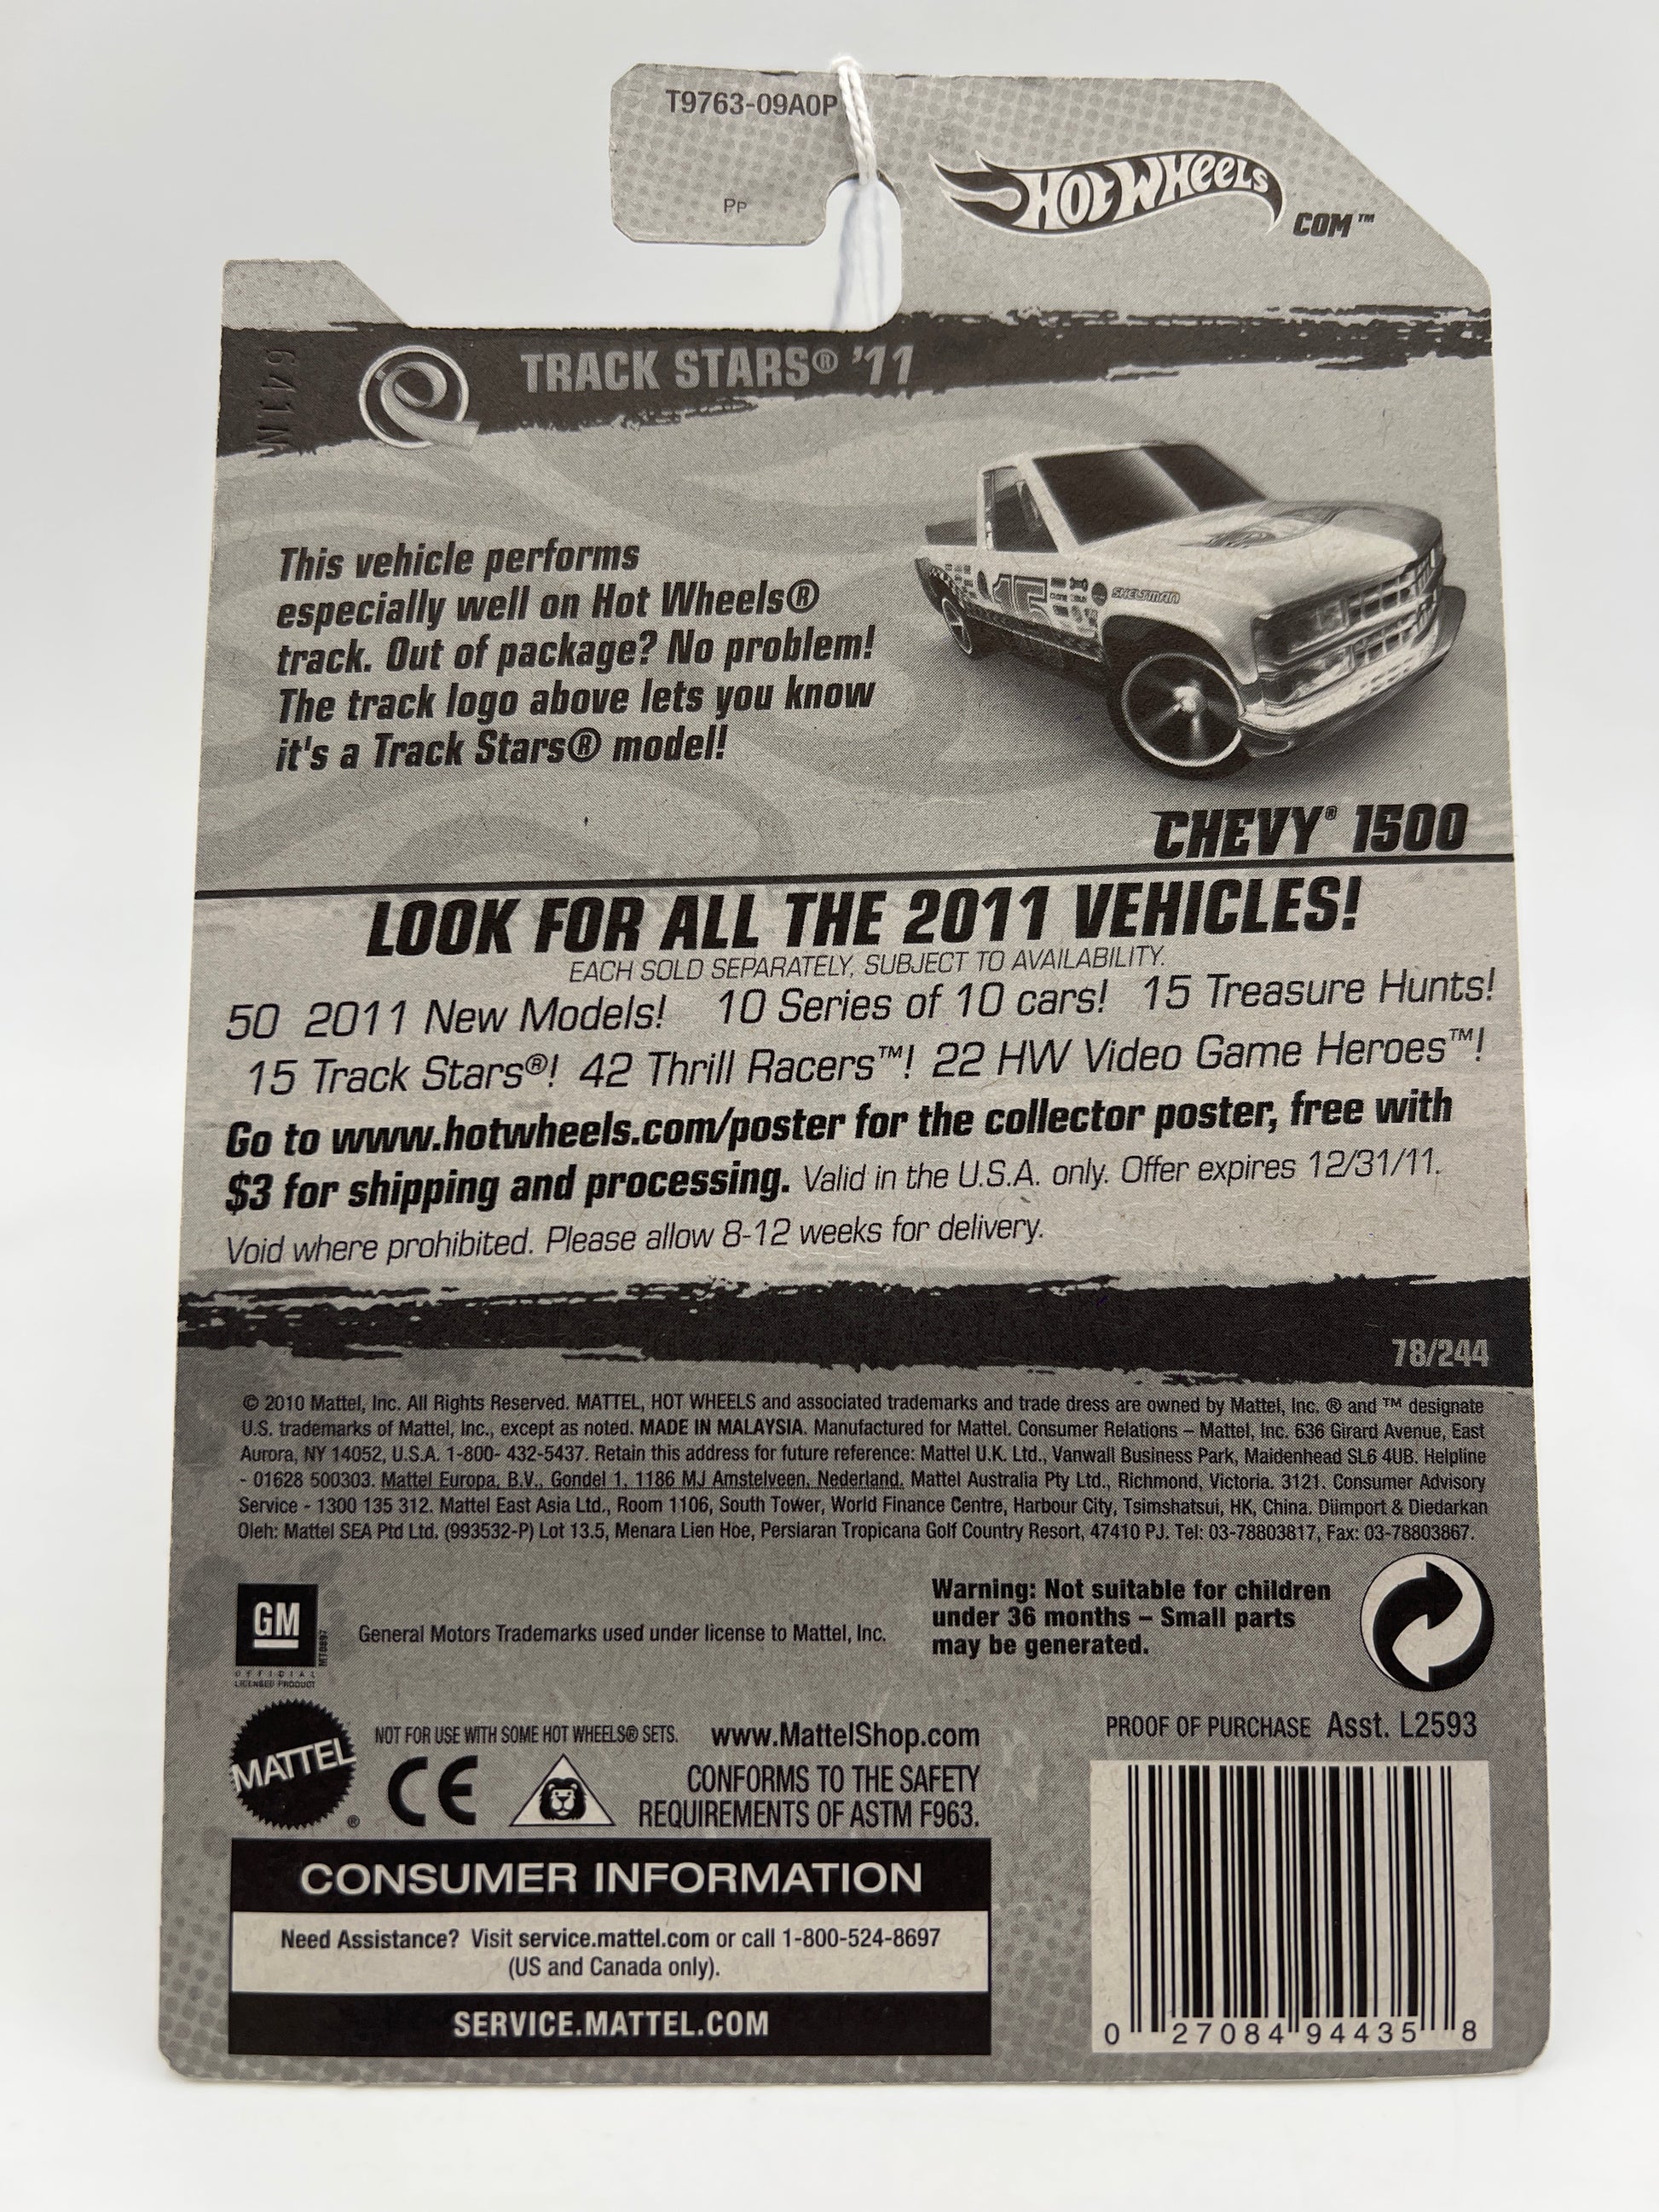 T9763-09A0P
PP
HOT WHEELS
COM™
641N
TRACK STARS® '11
This vehicle performs
especially well on Hot Wheels®
track. Out of package? No problem!
The track logo above lets you know
it's a Track Stars® model!
15
CHEVY® 1500
LOOK FOR ALL THE 2011 VEHICLES!
EACH SOLD SEPARATELY, SUBJECT TO AVAILABILITY.
50 2011 New Models! 10 Series of 10 cars! 15 Treasure Hunts!
15 Track Stars®! 42 Thrill Racers™! 22 HW Video Game Heroes™!
Go to www.hotwheels.com/poster for the collector poster, free with
$3 for shipping and processing. Valid in the U.S.A. only. Offer expires 12/31/11.
Void where prohibited. Please allow 8-12 weeks for delivery.
78/244
© 2010 Mattel, Inc. All Rights Reserved. MATTEL, HOT WHEELS and associated trademarks and trade dress are owned by Mattel, Inc. ® and ™ designate
U.S. trademarks of Mattel, Inc., except as noted. MADE IN MALAYSIA. Manufactured for Mattel. Consumer Relations – Mattel, Inc. 636 Girard Avenue, East
Aurora, NY 14052, U.S.A. 1-800- 432-5437. Retain this address for future reference: Mattel U.K. Ltd., Vanwall Business Park, Maidenhead SL6 4UB. Helpline
- 01628 500303. Mattel Europa, B.V., Gondel 1, 1186 MJ Amstelveen, Nederland. Mattel Australia Pty Ltd., Richmond, Victoria. 3121. Consumer Advisory
Service - 1300 135 312. Mattel East Asia Ltd., Room 1106, South Tower, World Finance Centre, Harbour City, Tsimshatsui, HK, China. Diimport & Diedarkan
Oleh: Mattel SEA Ptd Ltd. (993532-P) Lot 13.5, Menara Lien Hoe, Persiaran Tropicana Golf Country Resort, 47410 PJ. Tel: 03-78803817, Fax: 03-78803867.
GM
MT0897
OFFICIAL
LICENSED PRODUCT
General Motors Trademarks used under license to Mattel, Inc.
Warning: Not suitable for children
under 36 months – Small parts
may be generated.
MATTEL®
NOT FOR USE WITH SOME HOT WHEELS® SETS. www.MattelShop.com
CE
CONFORMS TO THE SAFETY
REQUIREMENTS OF ASTM F963.
PROOF OF PURCHASE Asst. L2593
CONSUMER INFORMATION
Need Assistance? Visit service.mattel.com or call 1-800-524-8697
(US and Canada only).
SERVICE.MATTEL.COM
0 27084 94435 8